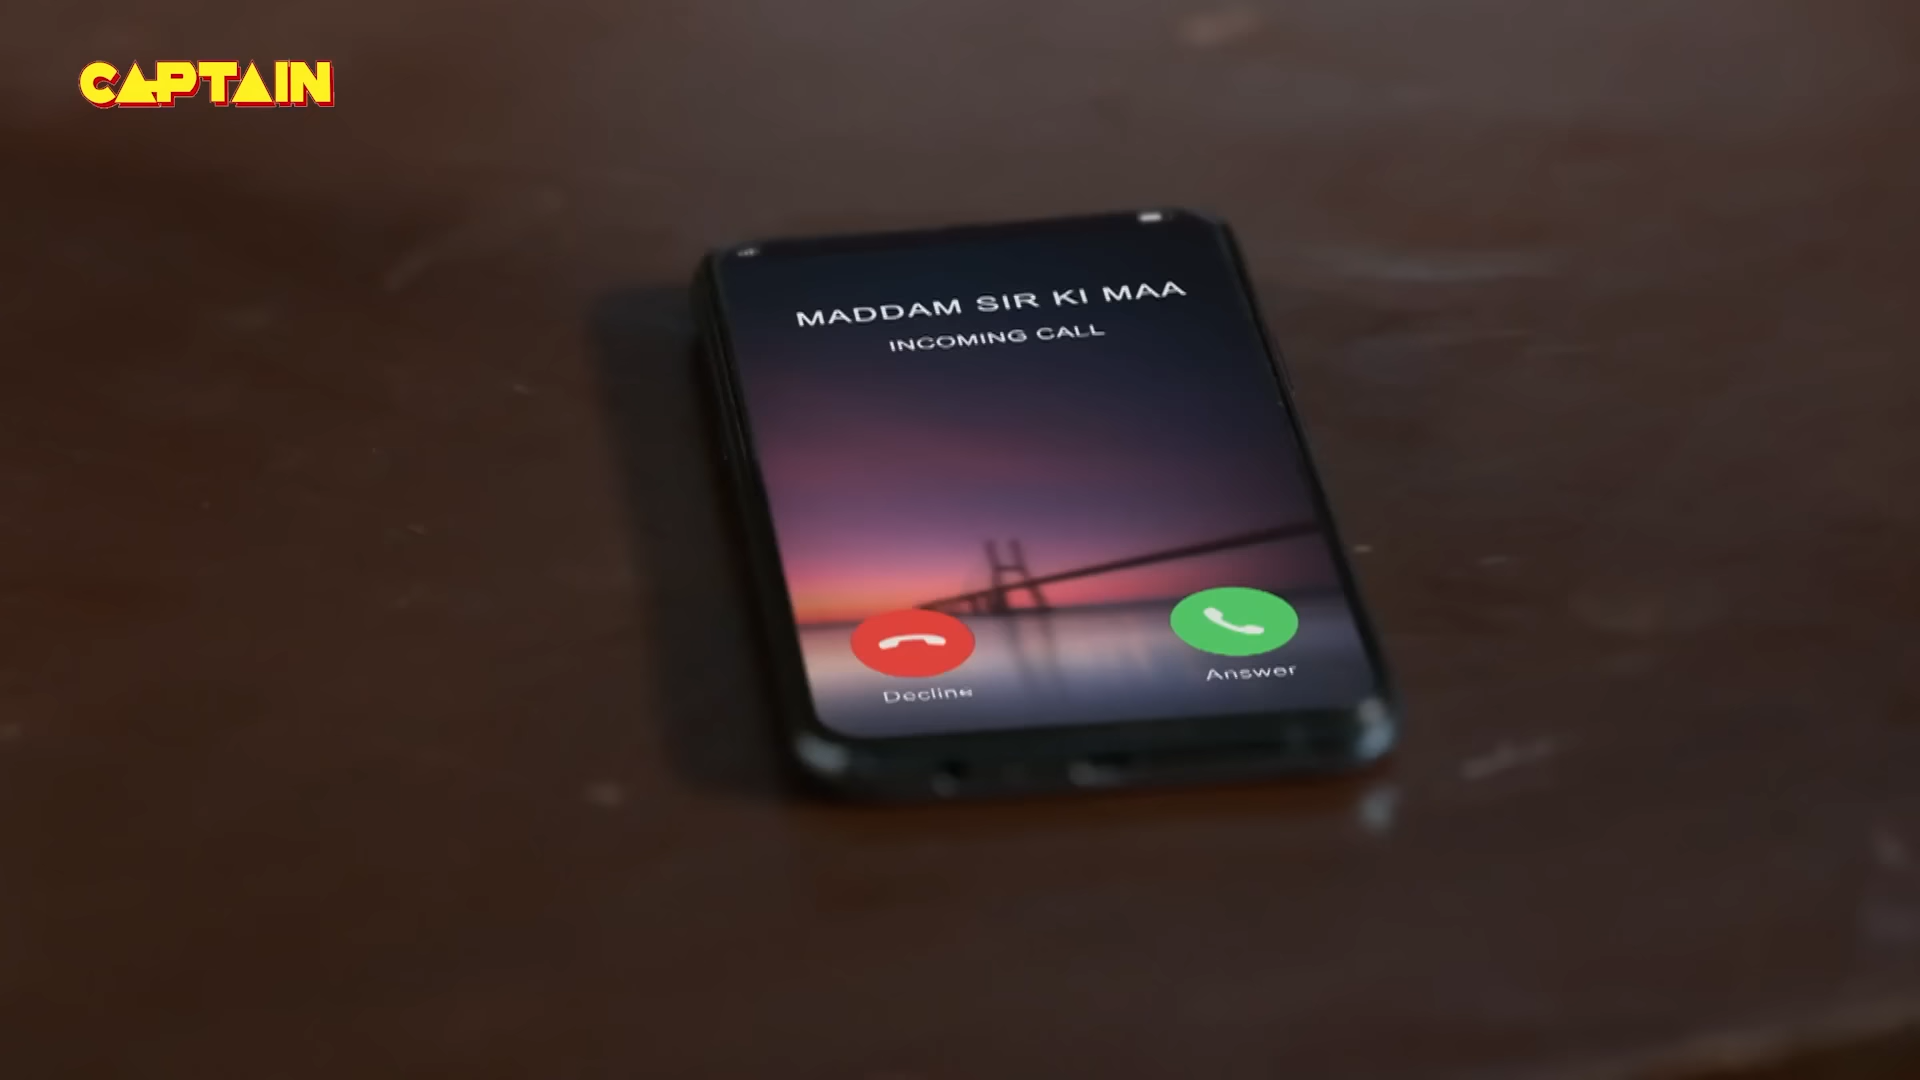 CAPTAIN
MADDAM SIR KI MAA
INCOMING CALL
Decline
Answer